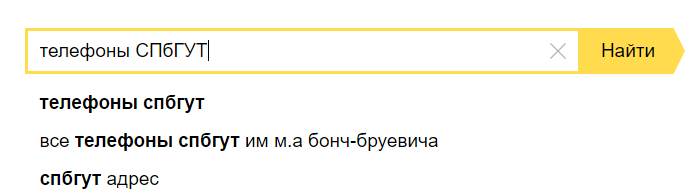 телефоны СПбГУТ Найти
телефоны спбгут
все телефоны спбгут им м.а бонч-бруевича
спбгут адрес